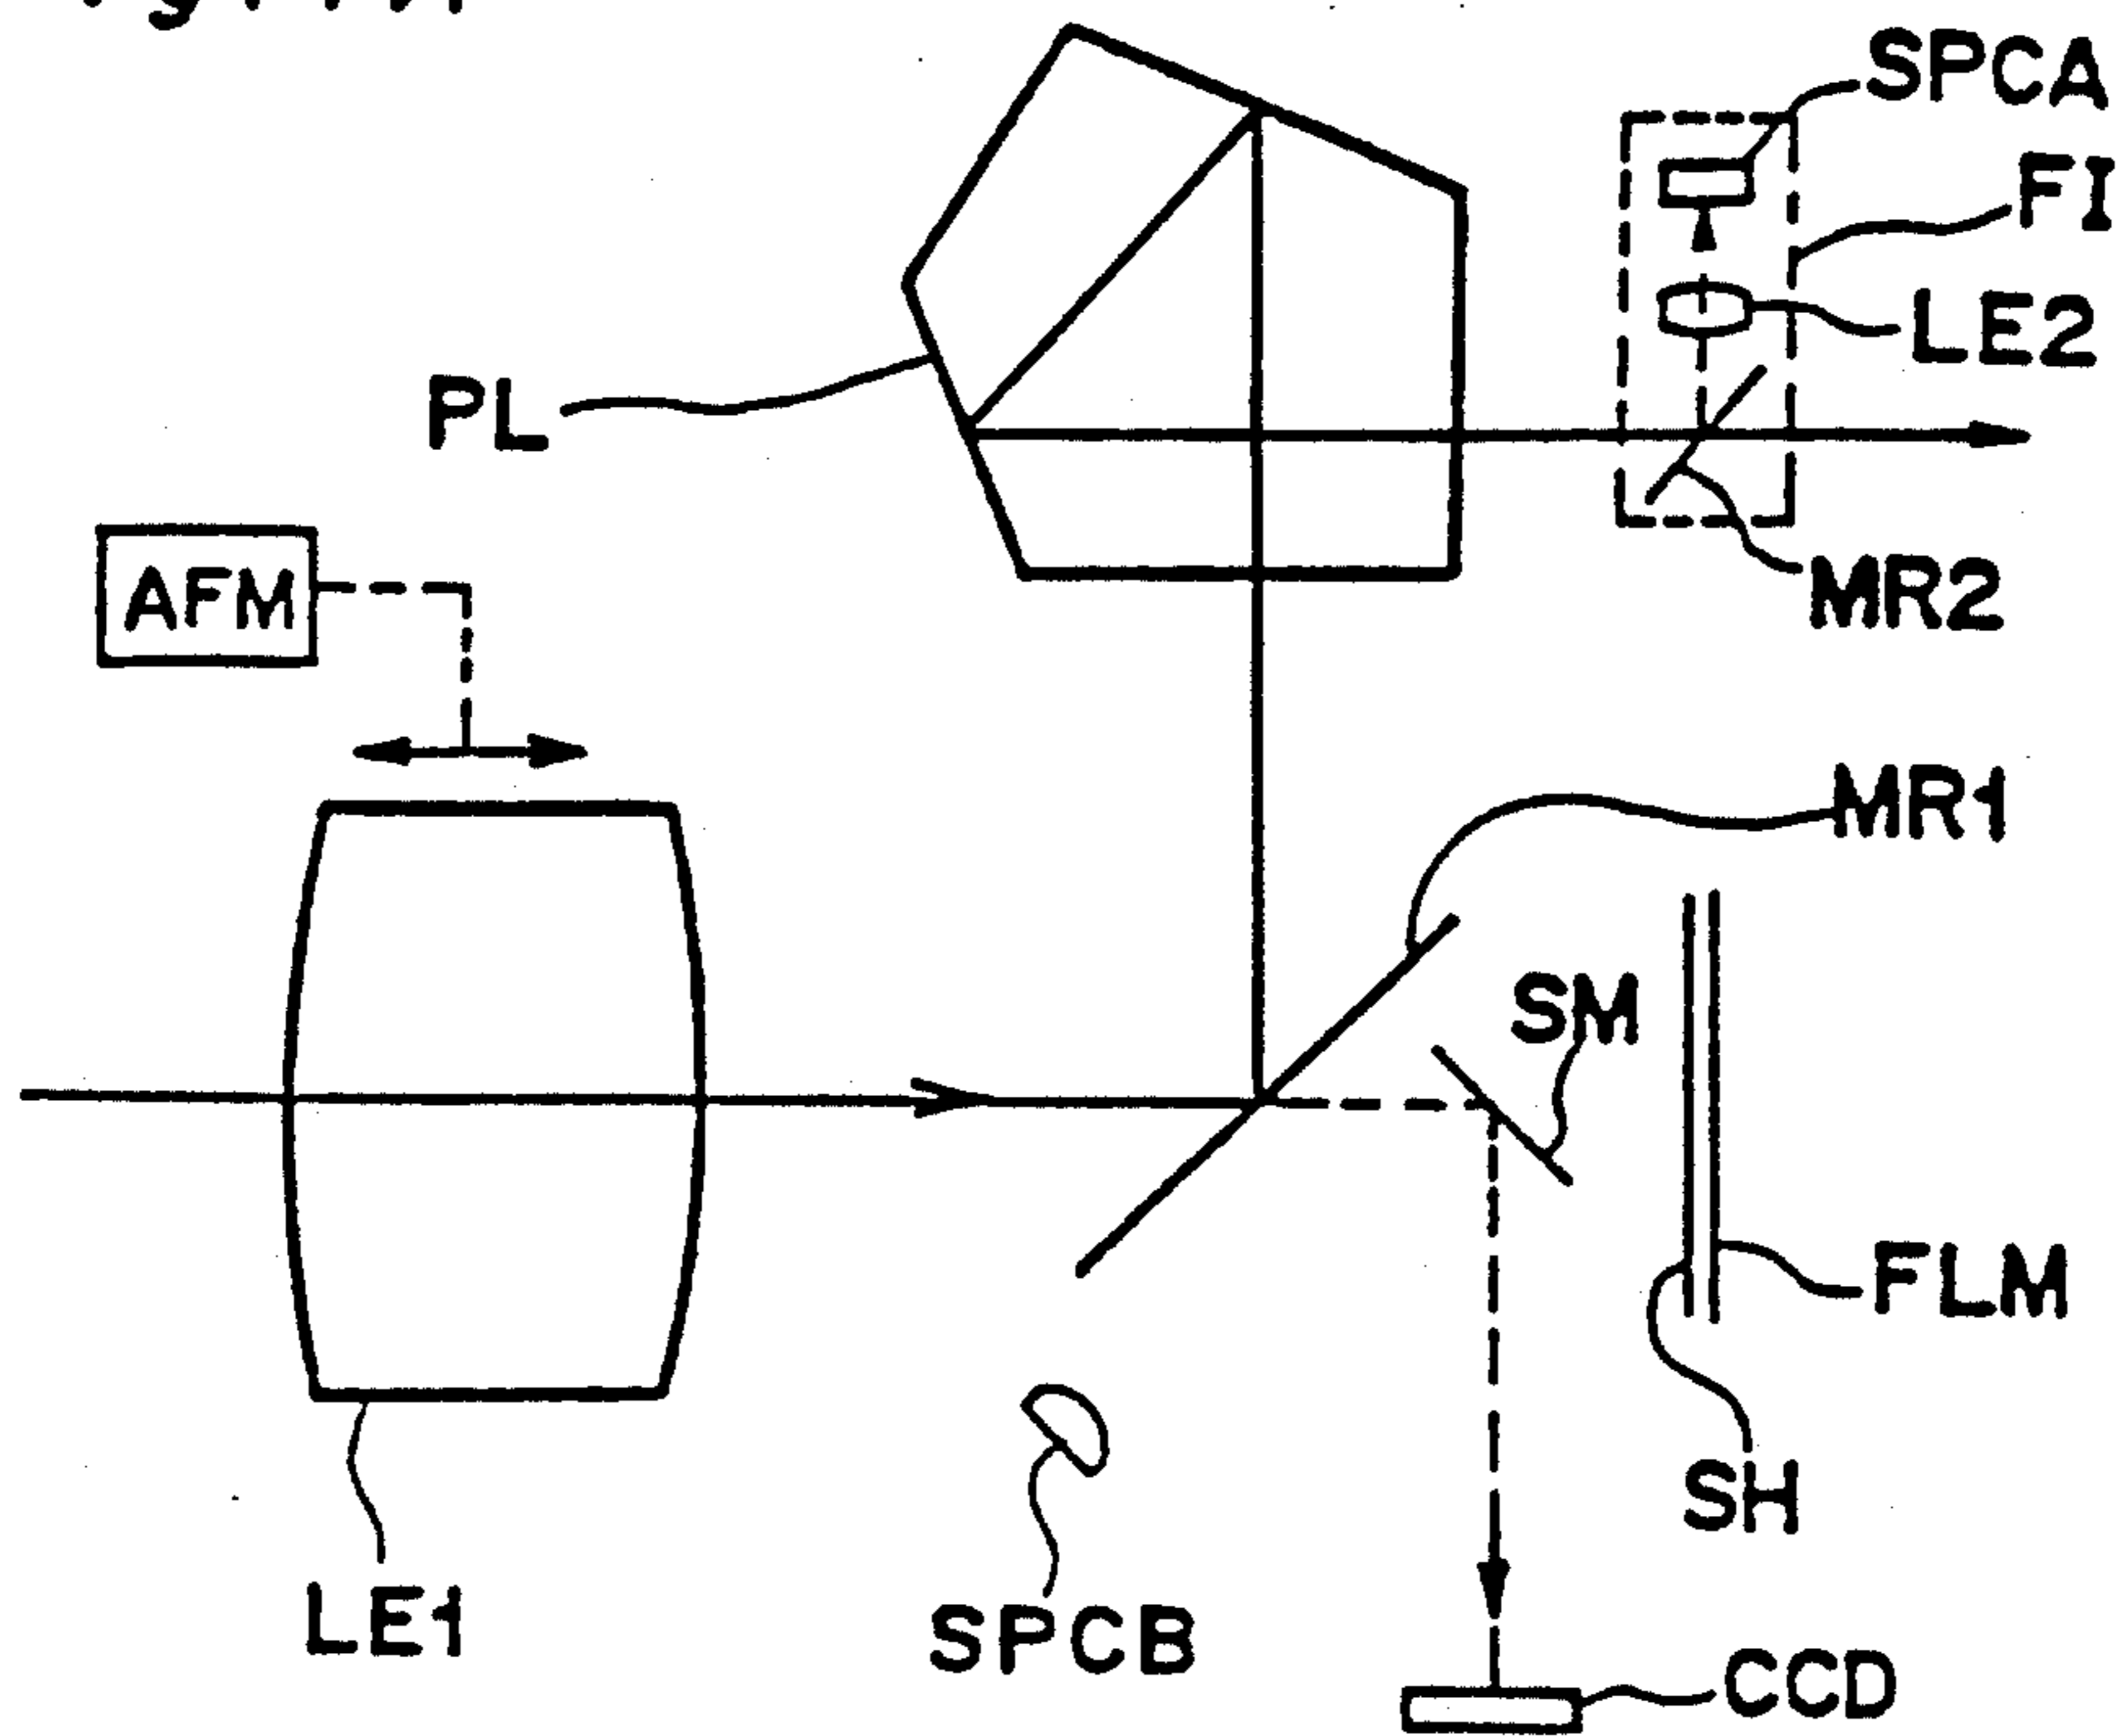 SPCA
FI
LE2
PL
AFM
MR2
MR1
SM
FLM
SH
LE1
SPCB
CCD